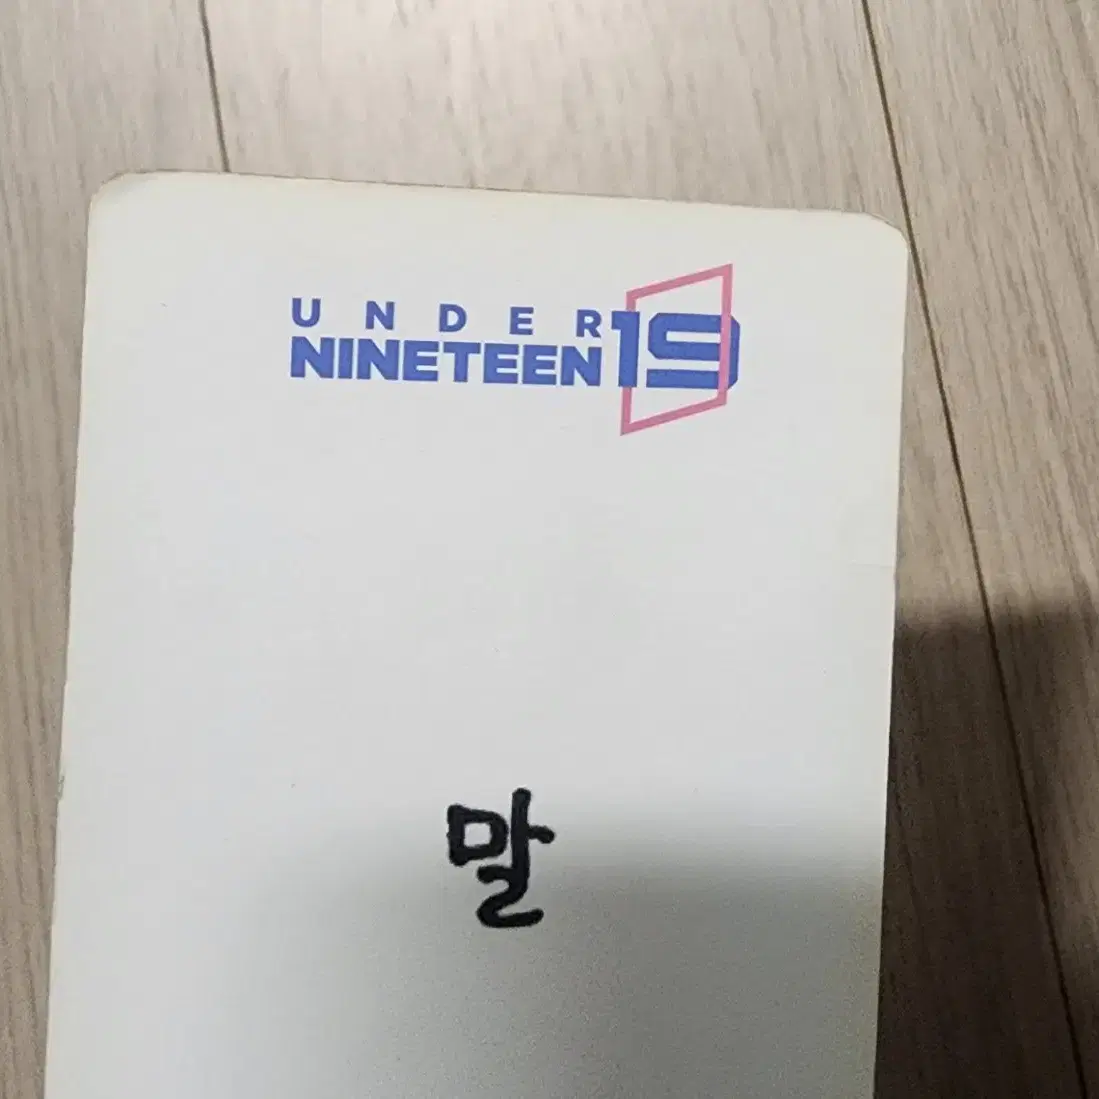 UNDER
NINETEEN 19
말